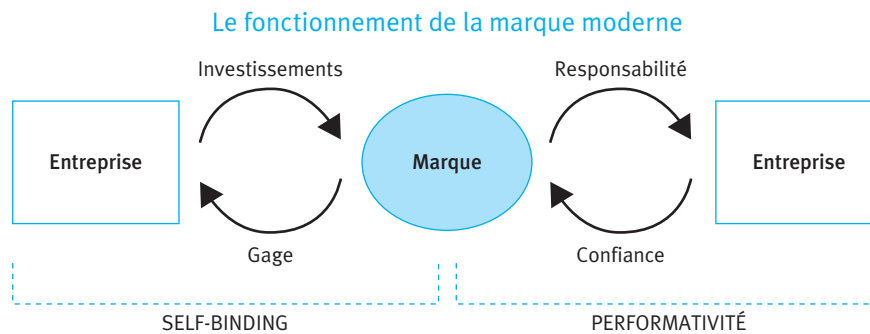 Le fonctionnement de la marque moderne
Investissements
Responsabilité
Entreprise
Marque
Entreprise
Gage
Confiance
SELF-BINDING
PERFORMATIVITÉ